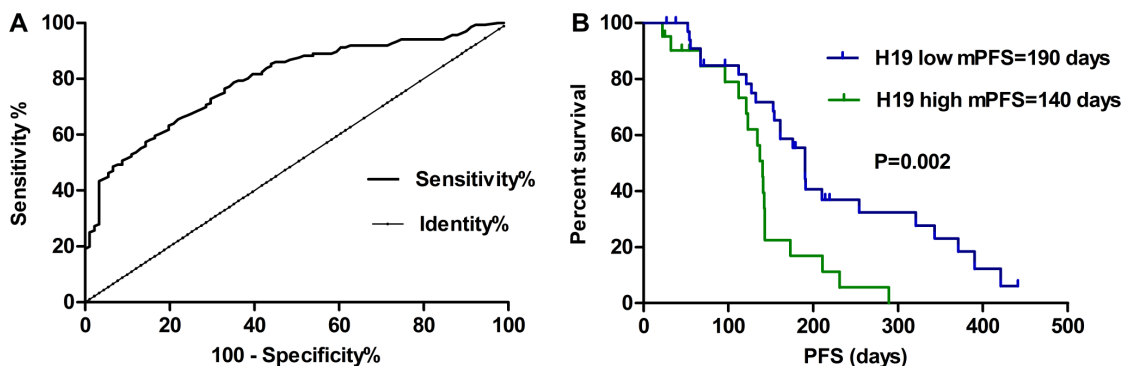 A
Sensitivity %
100
80
60
40
20
0
0 20 40 60 80 100
100 - Specificity%
Sensitivity%
Identity%
B
Percent survival
100
80
60
40
20
0
0 100 200 300 400 500
PFS (days)
H19 low mPFS=190 days
H19 high mPFS=140 days
P=0.002